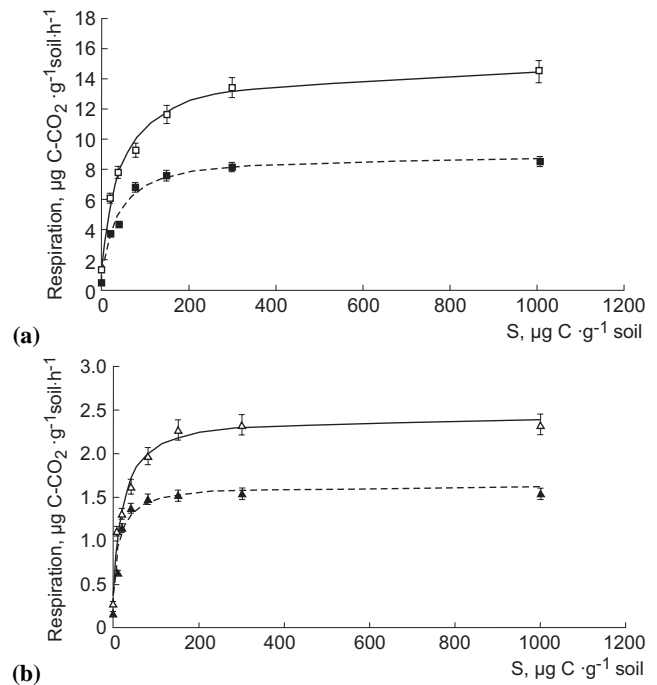 18
16
14
12
10
8
6
4
2
0
Respiration, µg C-CO₂ ·g⁻¹soil·h⁻¹
0 200 400 600 800 1000 1200
S, µg C ·g⁻¹ soil
(a)
3.0
2.5
2.0
1.5
1.0
0.5
0
Respiration, µg C-CO₂ ·g⁻¹soil·h⁻¹
0 200 400 600 800 1000 1200
S, µg C ·g⁻¹ soil
(b)